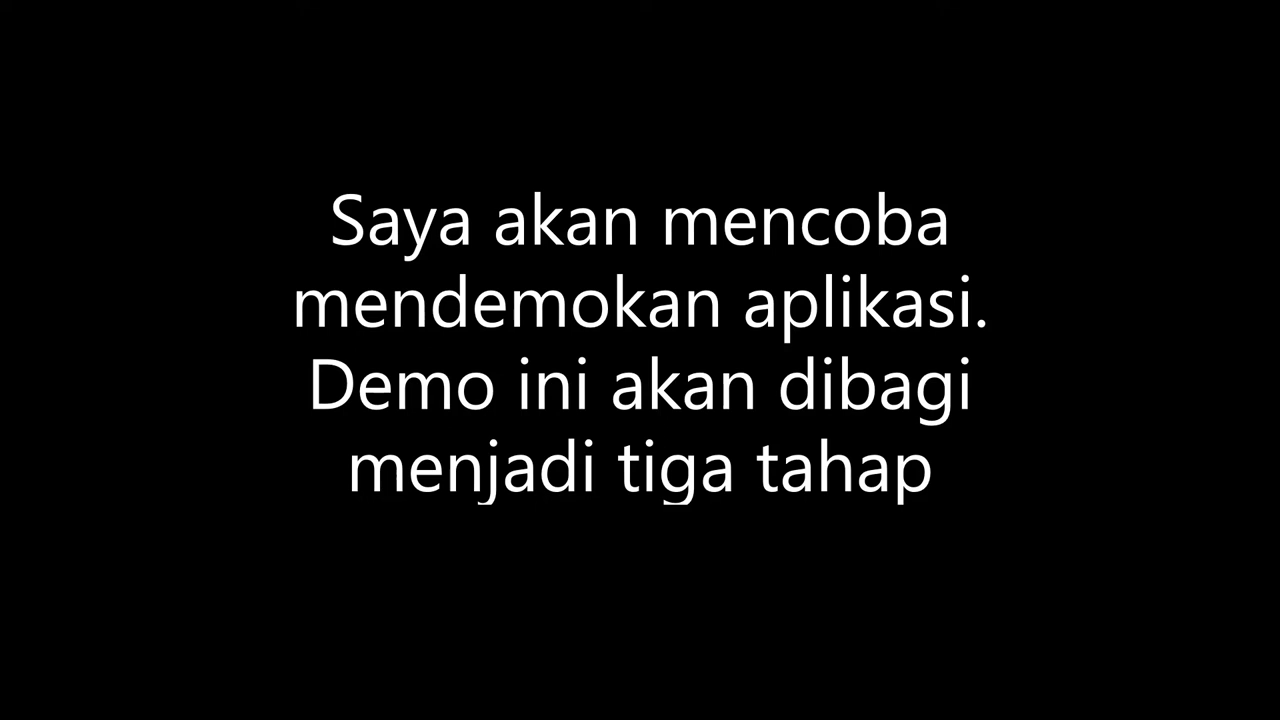 Saya akan mencoba
mendemokan aplikasi.
Demo ini akan dibagi
menjadi tiga tahap